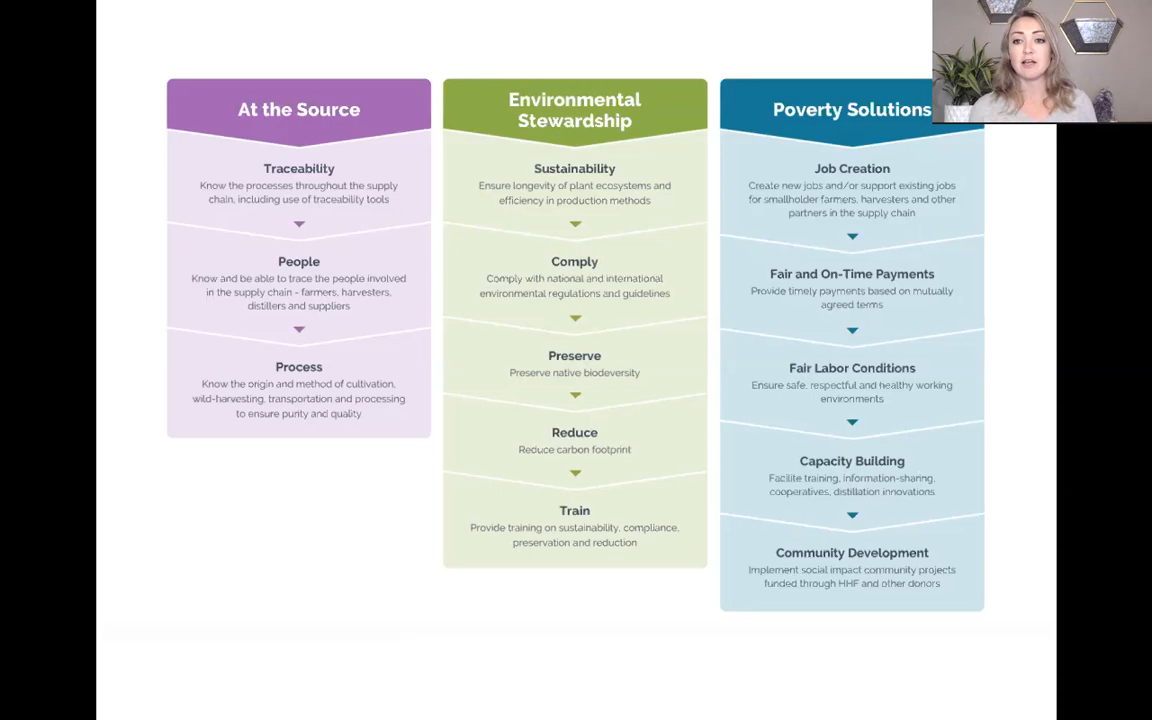 At the Source
Traceability
Know the processes throughout the supply
chain, including use of traceability tools
People
Know and be able to trace the people involved
in the supply chain - farmers, harvesters,
distillers and suppliers
Process
Know the origin and method of cultivation,
wild-harvesting, transportation and processing
to ensure purity and quality
Environmental
Stewardship
Sustainability
Ensure longevity of plant ecosystems and
efficiency in production methods
Comply
Comply with national and international
environmental regulations and guidelines
Preserve
Preserve native biodeversity
Reduce
Reduce carbon footprint
Train
Provide training on sustainability, compliance,
preservation and reduction
Poverty Solutions
Job Creation
Create new jobs and/or support existing jobs
for smallholder farmers, harvesters and other
partners in the supply chain
Fair and On-Time Payments
Provide timely payments based on mutually
agreed terms
Fair Labor Conditions
Ensure safe, respectful and healthy working
environments
Capacity Building
Facilite training, information-sharing,
cooperatives, distillation innovations
Community Development
Implement social impact community projects
funded through HHF and other donors